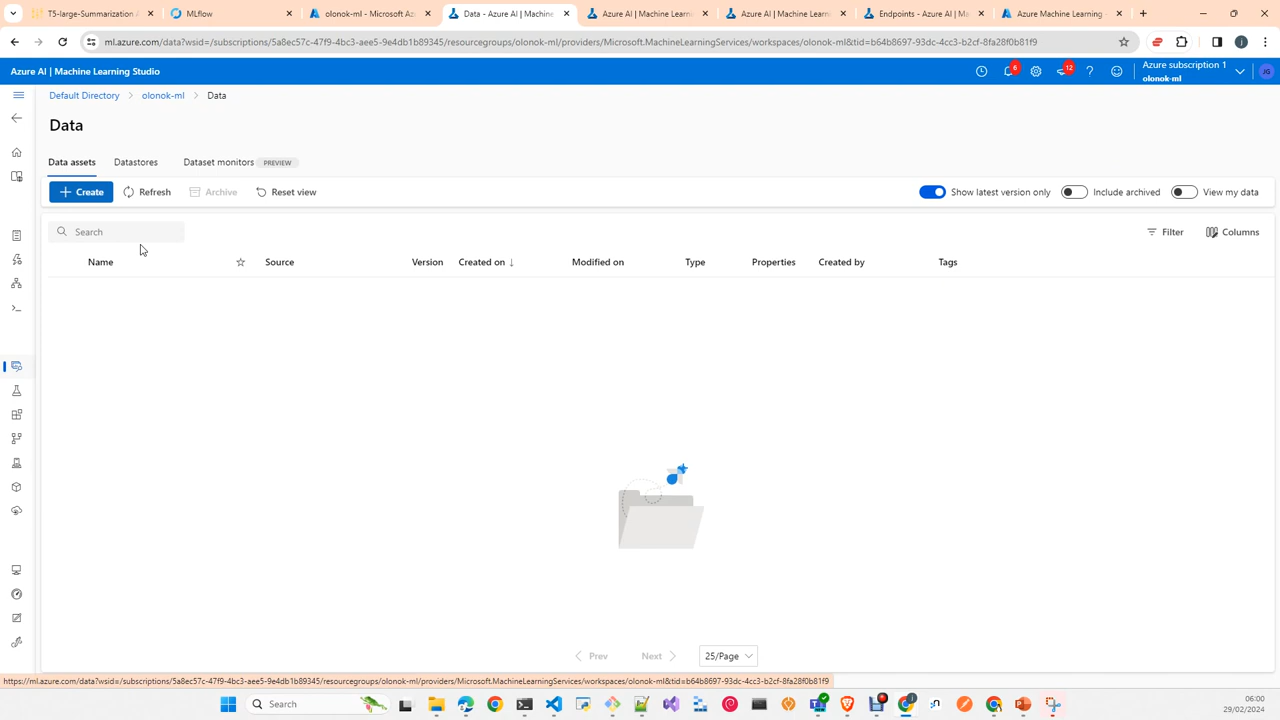 T5-large-Summarization A
MLflow
olonok-ml - Microsoft Az
Data - Azure AI | Machine
Azure AI | Machine Learni
Azure AI | Machine Learni
Endpoints - Azure AI | Ma
Azure Machine Learning
ml.azure.com/data?wsid=/subscriptions/5a8ec57c-47f9-4bc3-aee5-9e4db1b89345/resourcegroups/olonok-ml/providers/Microsoft.MachineLearningServices/workspaces/olonok-ml&tid=b64b8697-93dc-4cc3-b2cf-8fa28f0b81f9
Azure AI | Machine Learning Studio
6
12
Azure subscription 1
olonok-ml
JG
Default Directory > olonok-ml > Data
Data
Data assets Datastores Dataset monitors PREVIEW
+ Create Refresh Archive Reset view Show latest version only Include archived View my data
Search Filter Columns
Name Source Version Created on ↓ Modified on Type Properties Created by Tags
< Prev Next > 25/Page
https://ml.azure.com/data?wsid=/subscriptions/5a8ec57c-47f9-4bc3-aee5-9e4db1b89345/resourcegroups/olonok-ml/providers/Microsoft.MachineLearningServices/workspaces/olonok-ml&tid=b64b8697-93dc-4cc3-b2cf-8fa28f0b81f9
Search
06:00
29/02/2024